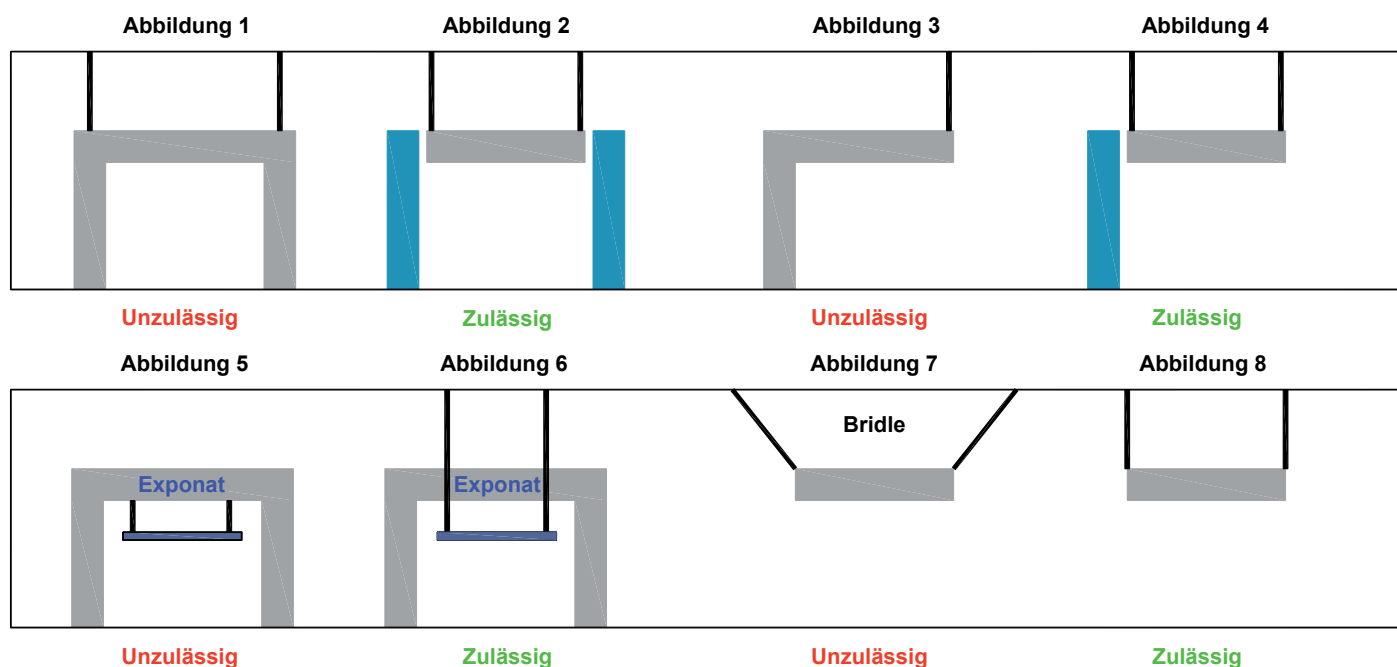 Abbildung 1 Abbildung 2 Abbildung 3 Abbildung 4
Unzulässig Zulässig Unzulässig Zulässig
Abbildung 5 Abbildung 6 Abbildung 7 Abbildung 8
Bridle
Exponat Exponat
Unzulässig Zulässig Unzulässig Zulässig